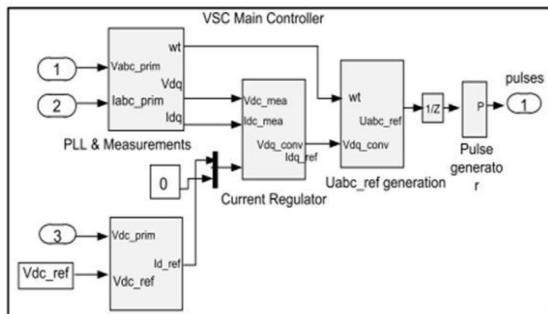 VSC Main Controller
wt
1
Vabc_prim
Vdq
2
Iabc_prim
Idq
PLL & Measurements
Vdc_mea
Idc_mea
Vdq_conv
Idq_ref
Current Regulator
wt
Uabc_ref
Vdq_conv
Uabc_ref generation
1/Z
P
Pulse
generato
r
pulses
1
0
3
Vdc_prim
Id_ref
Vdc_ref
Vdc_ref